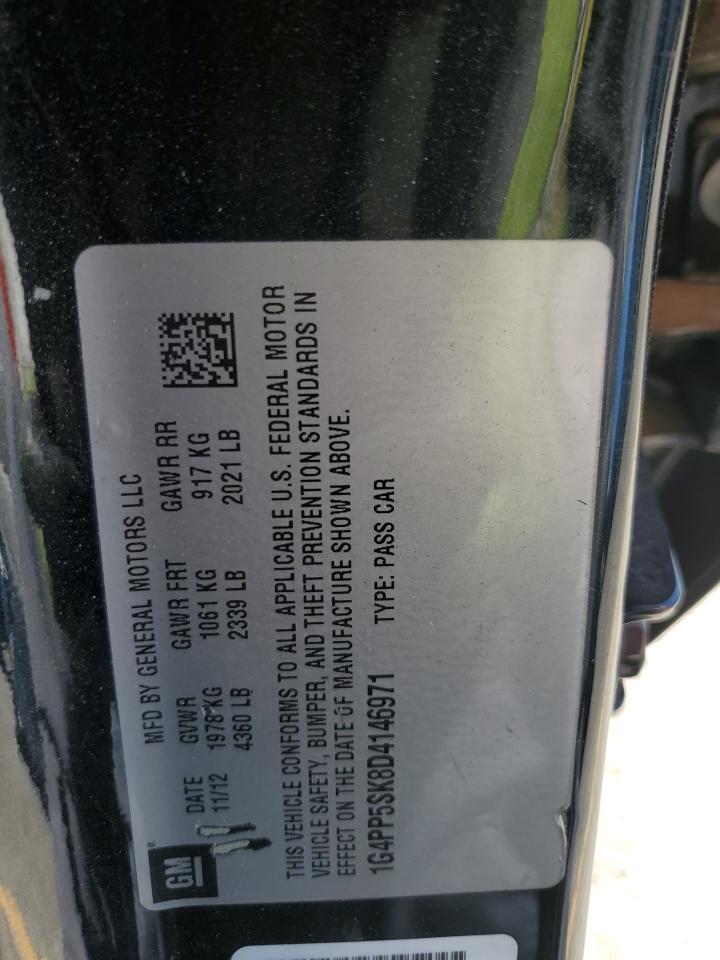 GM
MFD BY GENERAL MOTORS LLC
DATE GVWR GAWR FRT GAWR RR
11/12 1978 KG 1061 KG 917 KG
4360 LB 2339 LB 2021 LB
THIS VEHICLE CONFORMS TO ALL APPLICABLE U.S. FEDERAL MOTOR
VEHICLE SAFETY, BUMPER, AND THEFT PREVENTION STANDARDS IN
EFFECT ON THE DATE OF MANUFACTURE SHOWN ABOVE.
1G4PP5SK8D4146971 TYPE: PASS CAR